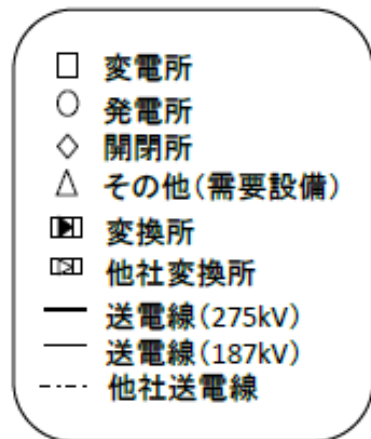 変電所
発電所
開閉所
その他(需要設備)
変換所
他社変換所
送電線(275kV)
送電線(187kV)
他社送電線